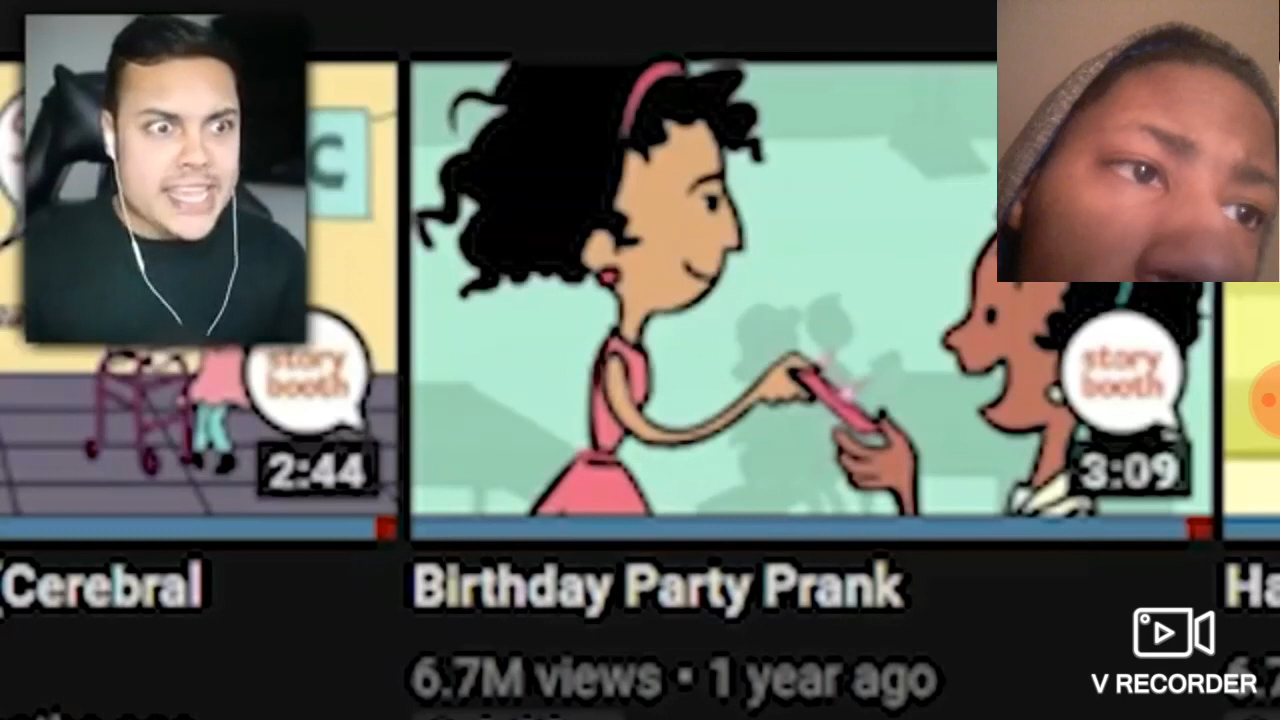 C
story
booth
2:44
story
booth
3:09
(Cerebral
Birthday Party Prank
Ha
6.7M views • 1 year ago
V RECORDER